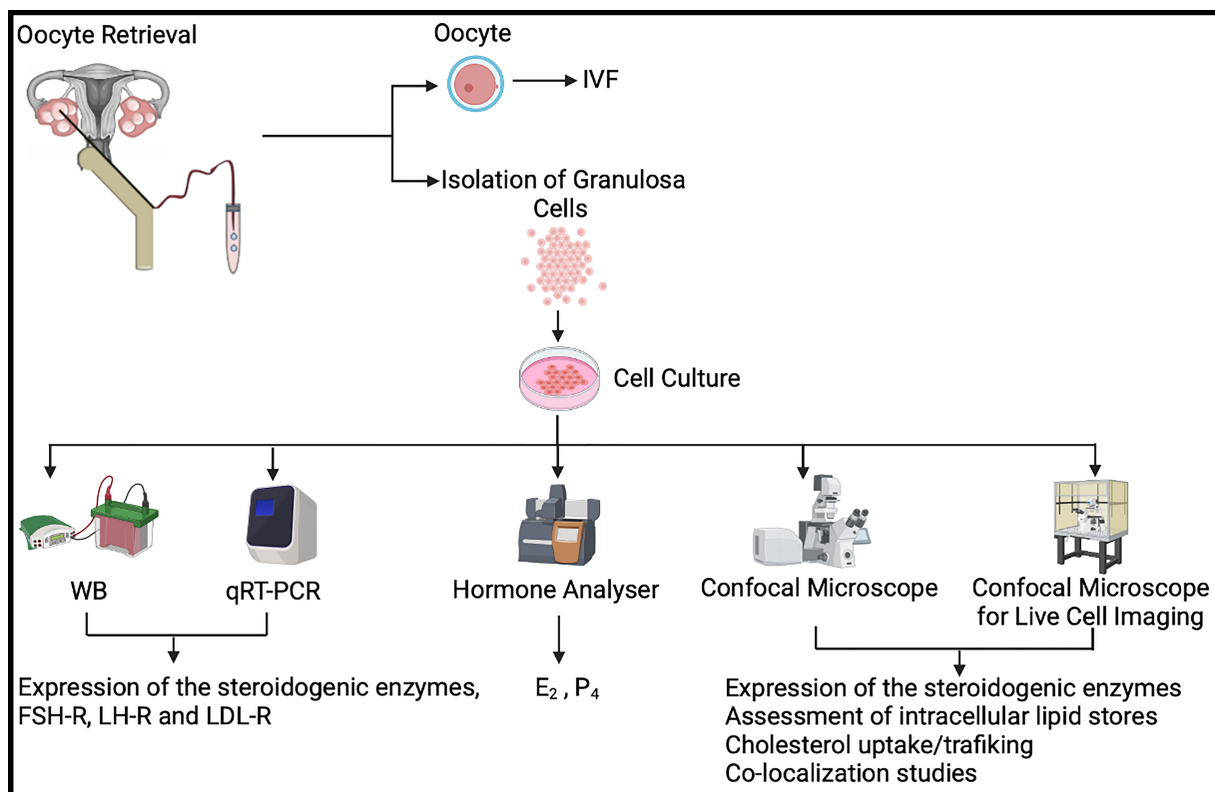 Oocyte Retrieval
Oocyte
IVF
Isolation of Granulosa
Cells
Cell Culture
WB
qRT-PCR
Hormone Analyser
Confocal Microscope
Confocal Microscope
for Live Cell Imaging
Expression of the steroidogenic enzymes,
FSH-R, LH-R and LDL-R
E₂ , P₄
Expression of the steroidogenic enzymes
Assessment of intracellular lipid stores
Cholesterol uptake/trafiking
Co-localization studies